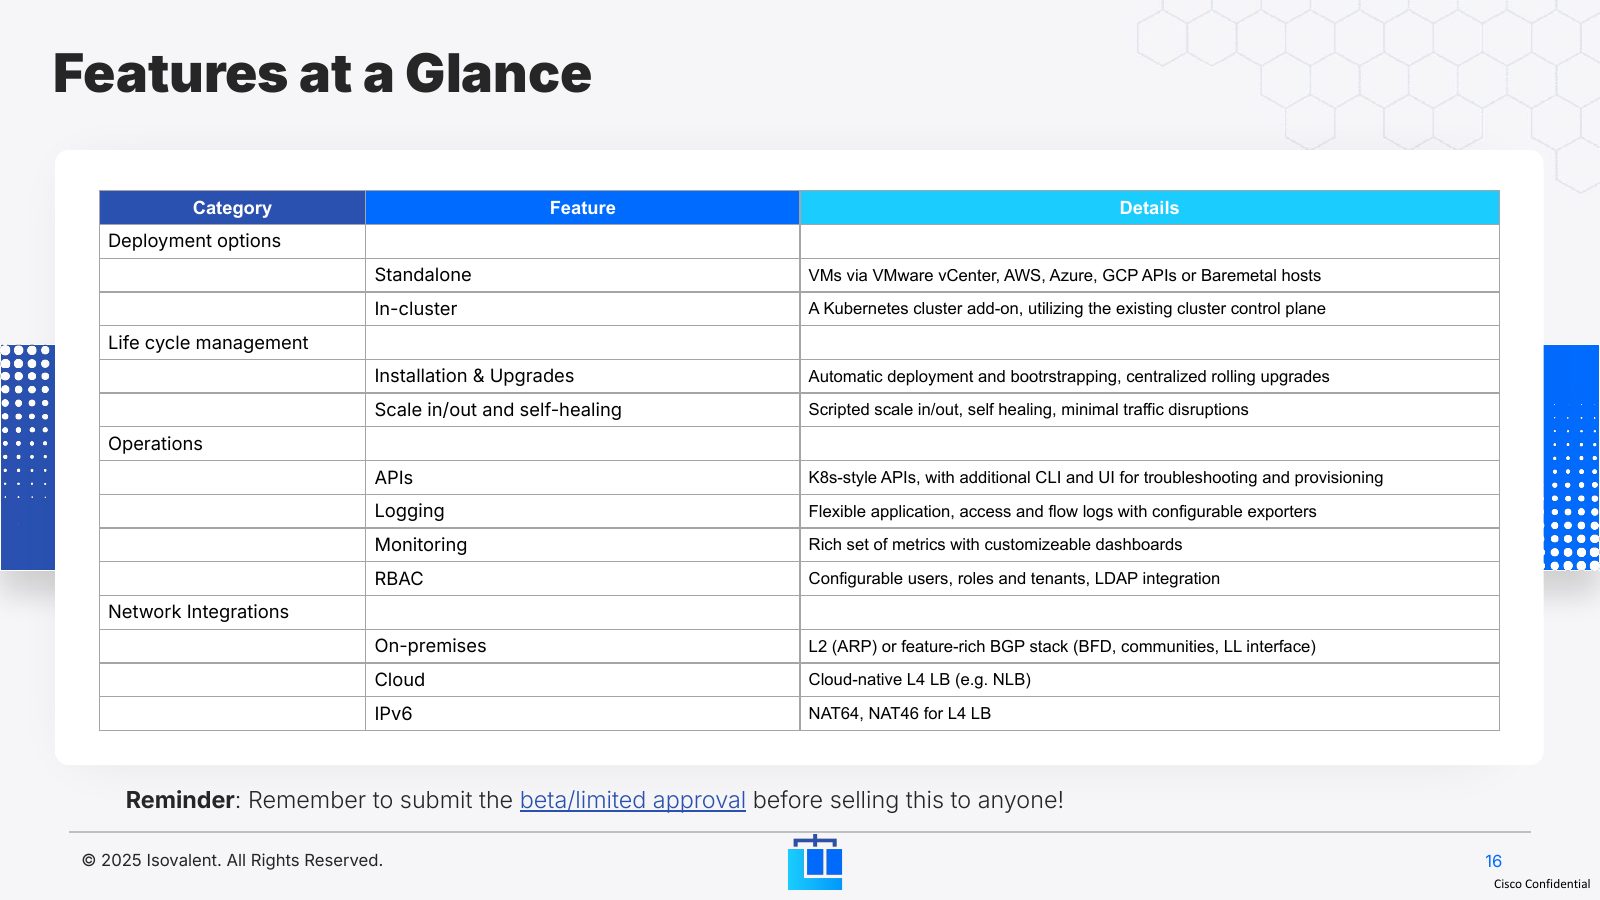 Features at a Glance
Category Feature Details
Deployment options
Standalone VMs via VMware vCenter, AWS, Azure, GCP APIs or Baremetal hosts
In-cluster A Kubernetes cluster add-on, utilizing the existing cluster control plane
Life cycle management
Installation & Upgrades Automatic deployment and bootrstrapping, centralized rolling upgrades
Scale in/out and self-healing Scripted scale in/out, self healing, minimal traffic disruptions
Operations
APIs K8s-style APIs, with additional CLI and UI for troubleshooting and provisioning
Logging Flexible application, access and flow logs with configurable exporters
Monitoring Rich set of metrics with customizeable dashboards
RBAC Configurable users, roles and tenants, LDAP integration
Network Integrations
On-premises L2 (ARP) or feature-rich BGP stack (BFD, communities, LL interface)
Cloud Cloud-native L4 LB (e.g. NLB)
IPv6 NAT64, NAT46 for L4 LB
Reminder: Remember to submit the beta/limited approval before selling this to anyone!
© 2025 Isovalent. All Rights Reserved.
16
Cisco Confidential